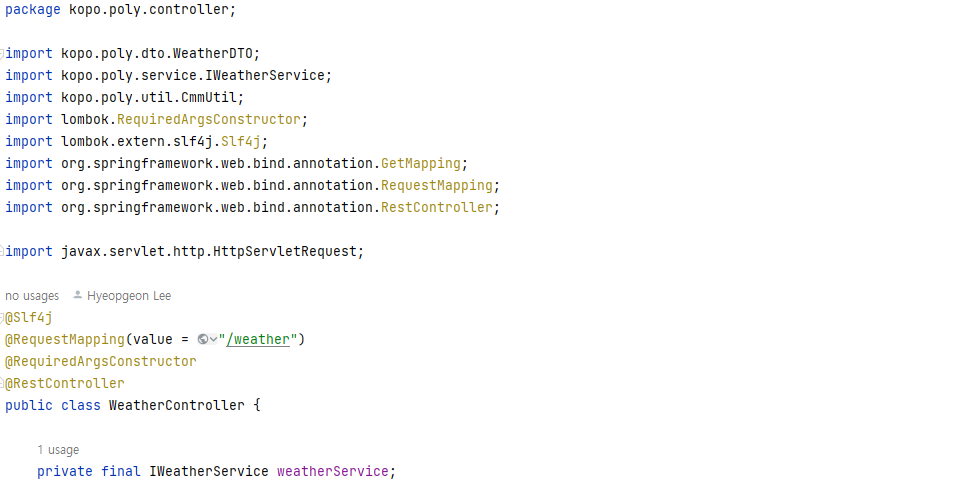 package kopo.poly.controller;
import kopo.poly.dto.WeatherDTO;
import kopo.poly.service.IWeatherService;
import kopo.poly.util.CmmUtil;
import lombok.RequiredArgsConstructor;
import lombok.extern.slf4j.Slf4j;
import org.springframework.web.bind.annotation.GetMapping;
import org.springframework.web.bind.annotation.RequestMapping;
import org.springframework.web.bind.annotation.RestController;
import javax.servlet.http.HttpServletRequest;
no usages Hyeopgeon Lee
@Slf4j
@RequestMapping(value = "/weather")
@RequiredArgsConstructor
@RestController
public class WeatherController {
1 usage
private final IWeatherService weatherService;